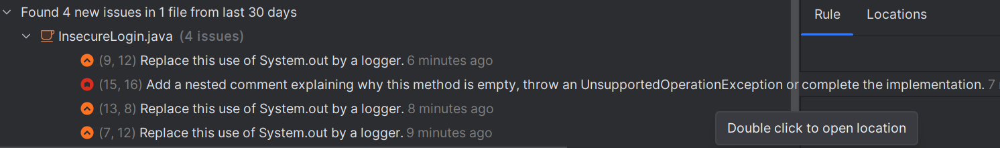 Found 4 new issues in 1 file from last 30 days
Rule Locations
InsecureLogin.java (4 issues)
(9, 12) Replace this use of System.out by a logger. 6 minutes ago
(15, 16) Add a nested comment explaining why this method is empty, throw an UnsupportedOperationException or complete the implementation. 7
(13, 8) Replace this use of System.out by a logger. 8 minutes ago
Double click to open location
(7, 12) Replace this use of System.out by a logger. 9 minutes ago